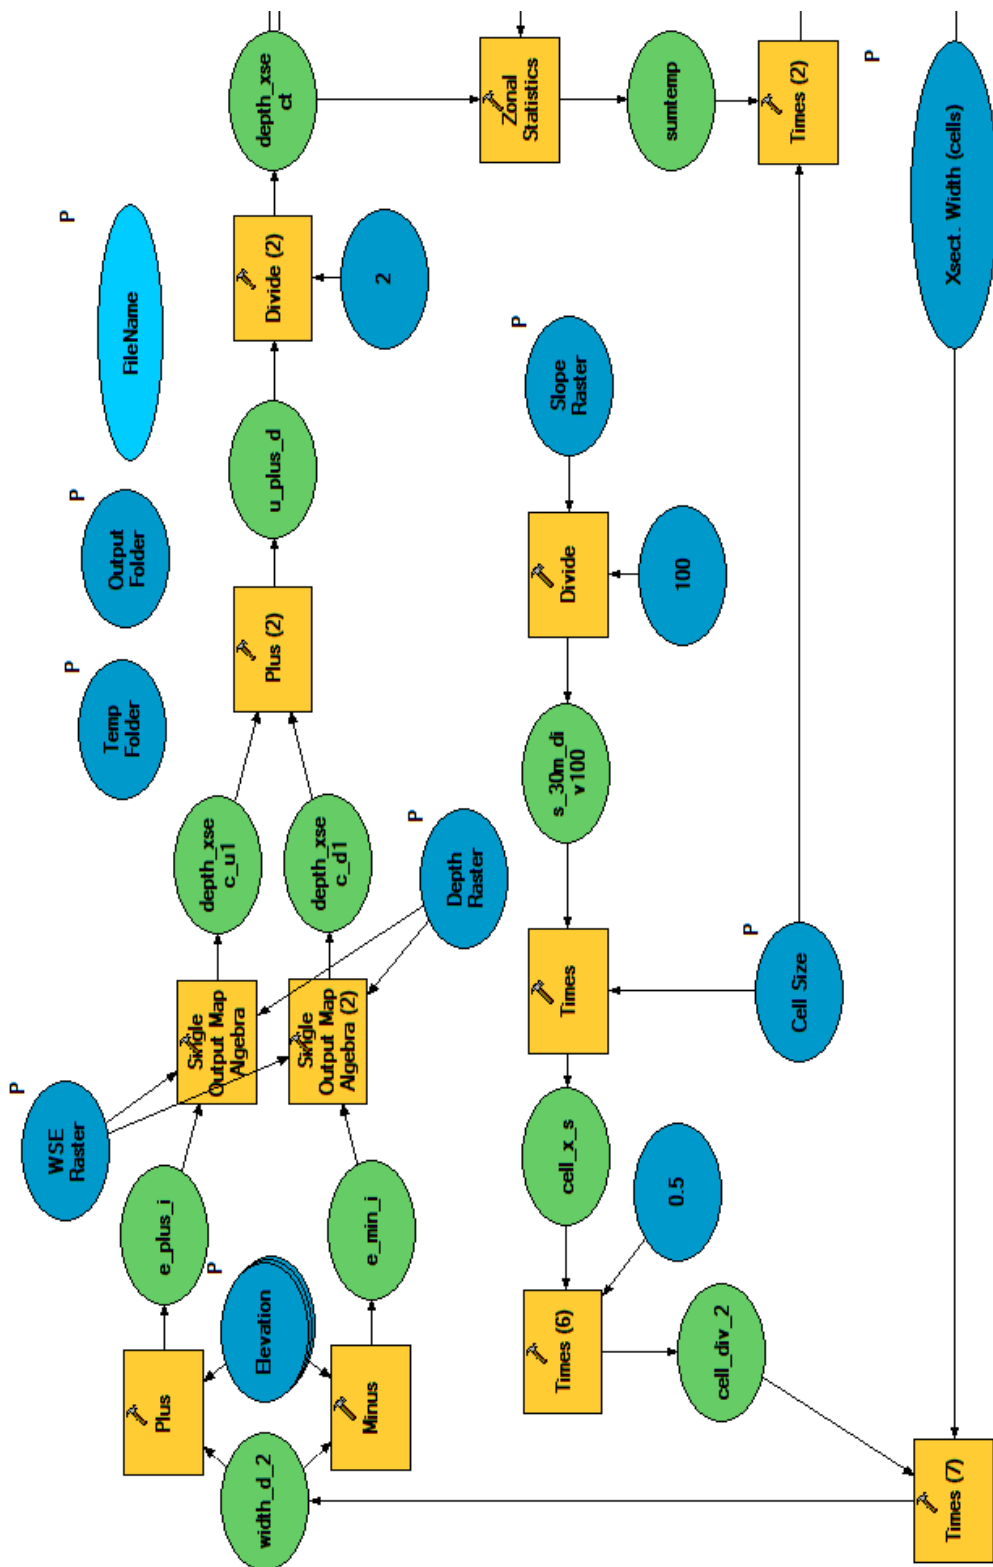 P
WSE
Raster
P
Temp
Folder
P
Output
Folder
P
FileName
e_plus_i
Plus
P
Elevation
width_d_2
Minus
e_min_i
Single
Output Map
Algebra
Single
Output Map
Algebra (2)
depth_xse
c_u1
depth_xse
c_d1
P
Depth
Raster
Plus (2)
u_plus_d
Divide (2)
2
depth_xse
ct
Zonal
Statistics
sumtemp
Times (2)
P
Xsect. Width (cells)
P
Slope
Raster
Divide
100
s_30m_di
v100
Times
P
Cell Size
cell_x_s
0.5
Times (6)
cell_div_2
Times (7)